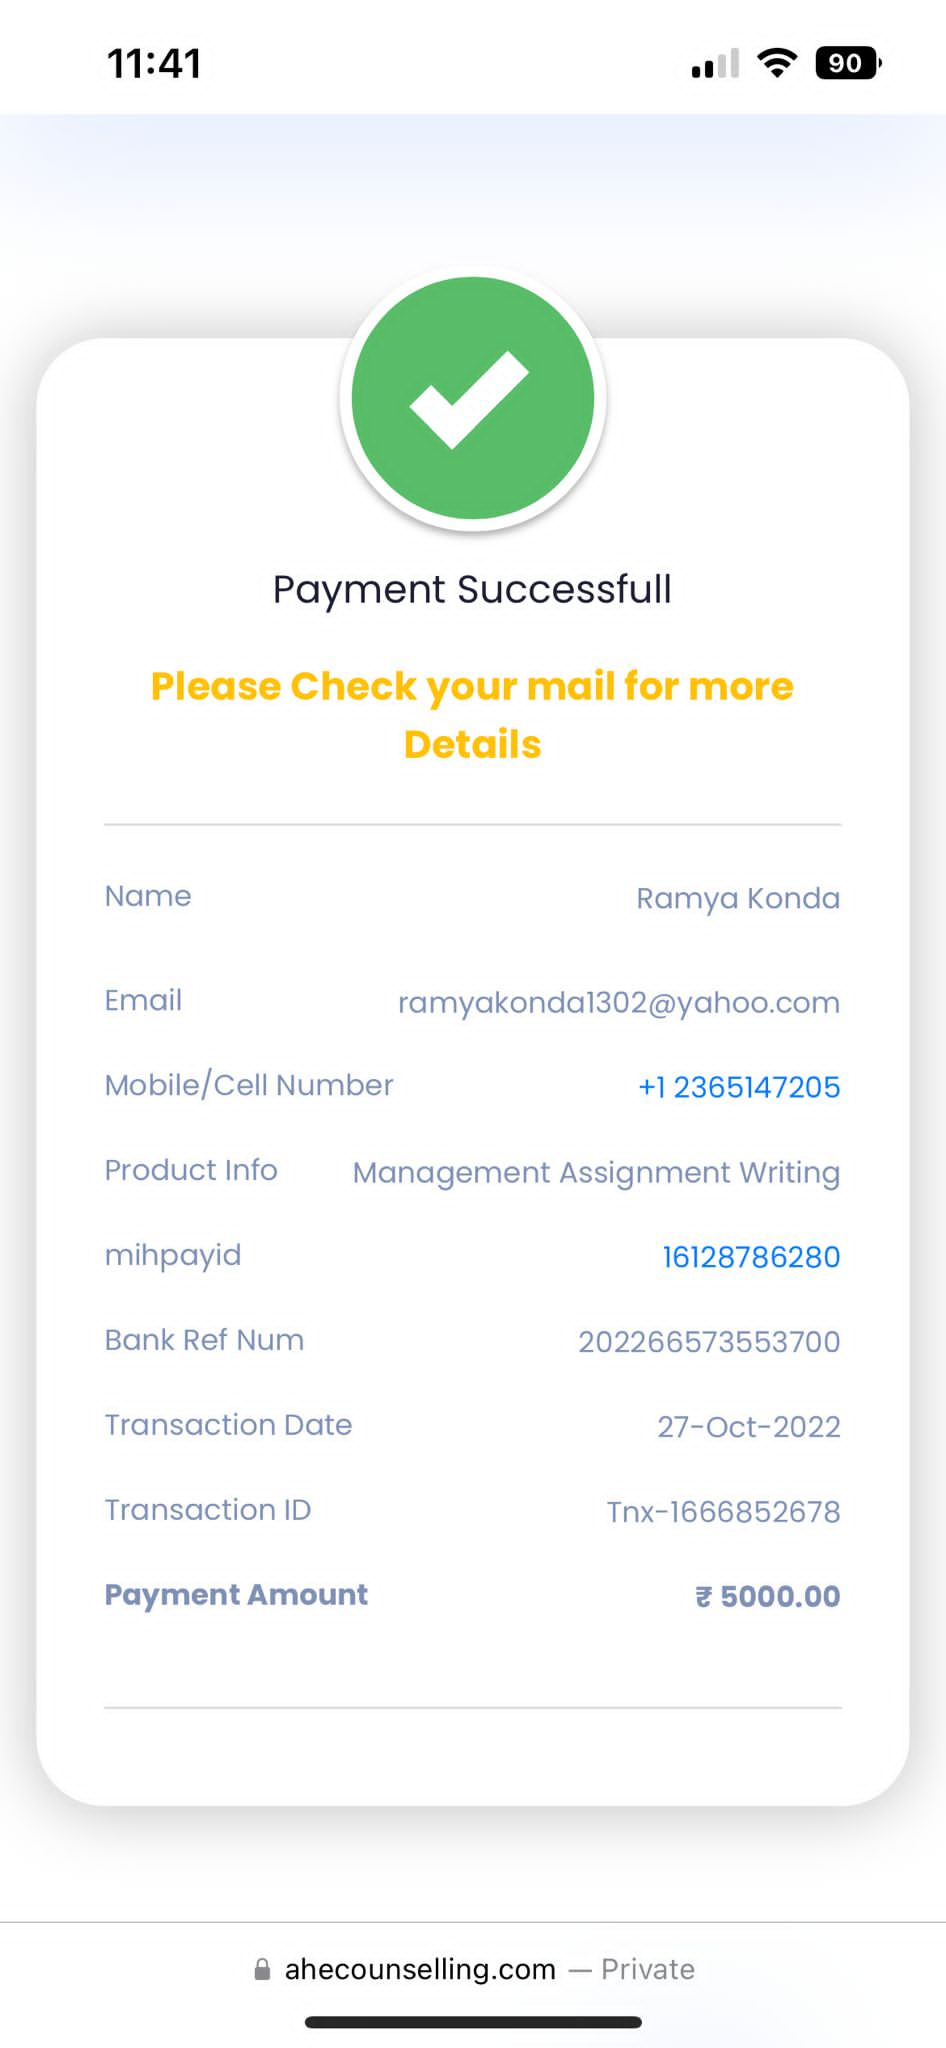 11:41
90
Payment Successfull
Please Check your mail for more
Details
Name Ramya Konda
Email ramyakonda1302@yahoo.com
Mobile/Cell Number +1 2365147205
Product Info Management Assignment Writing
mihpayid 16128786280
Bank Ref Num 202266573553700
Transaction Date 27-Oct-2022
Transaction ID Tnx-1666852678
Payment Amount ₹ 5000.00
ahecounselling.com — Private